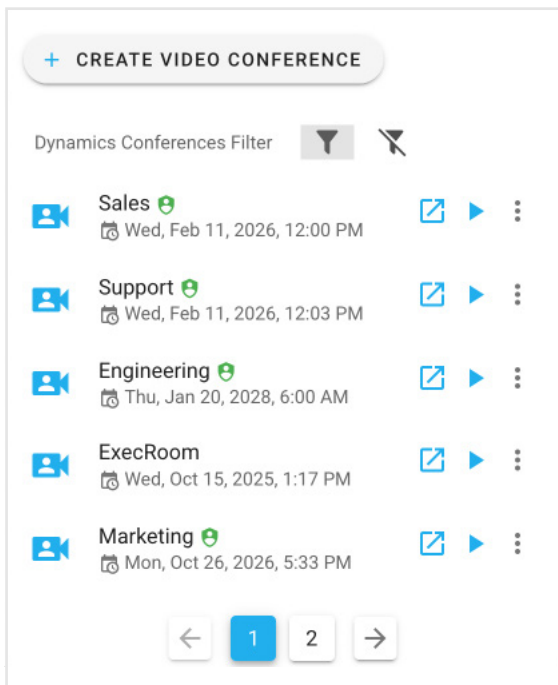 + CREATE VIDEO CONFERENCE
Dynamics Conferences Filter
Sales
Wed, Feb 11, 2026, 12:00 PM
Support
Wed, Feb 11, 2026, 12:03 PM
Engineering
Thu, Jan 20, 2028, 6:00 AM
ExecRoom
Wed, Oct 15, 2025, 1:17 PM
Marketing
Mon, Oct 26, 2026, 5:33 PM
1 2